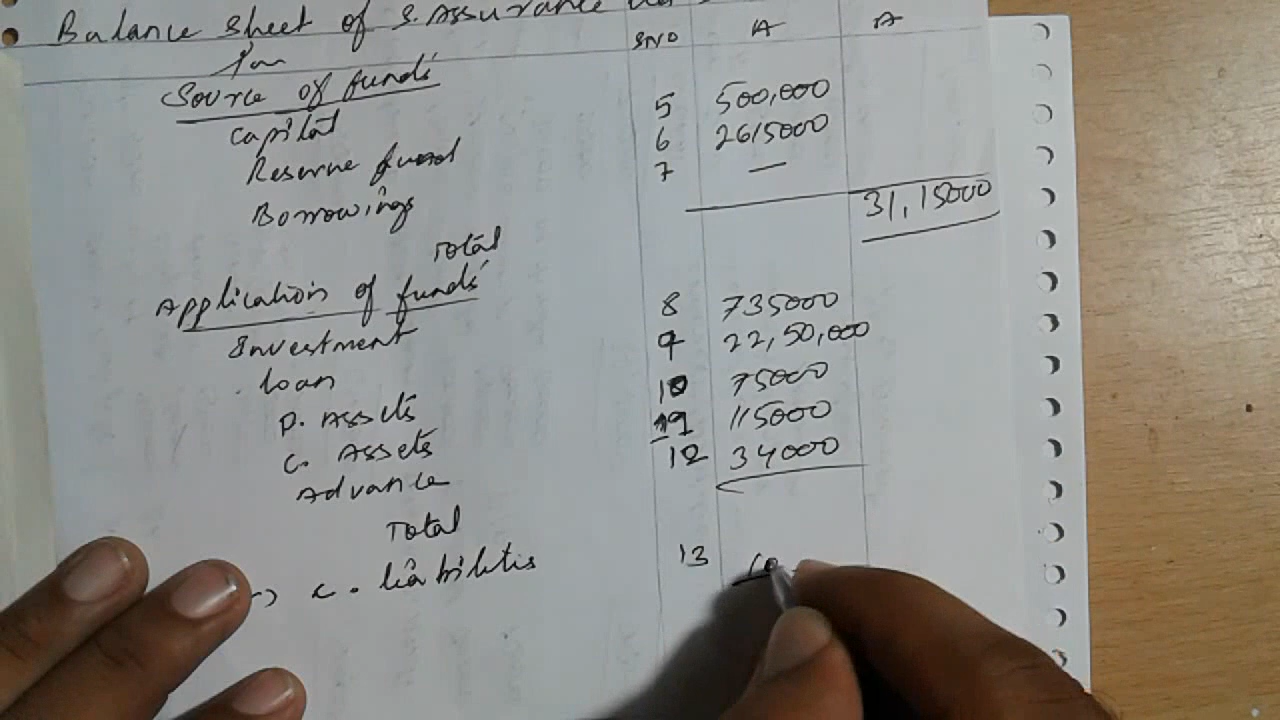 Balance Sheet of S. Assurance
SNO A A
Source of funds
Capital 5 500,000
Reserve fund 6 2615000
Borrowings 7 —
Total 31,15000
Application of funds
Investment 8 735000
loan 9 22,50,000
D. Assets 10 75000
C. Assets 11 115000
Advance 12 34000
Total
c. liabilitis 13